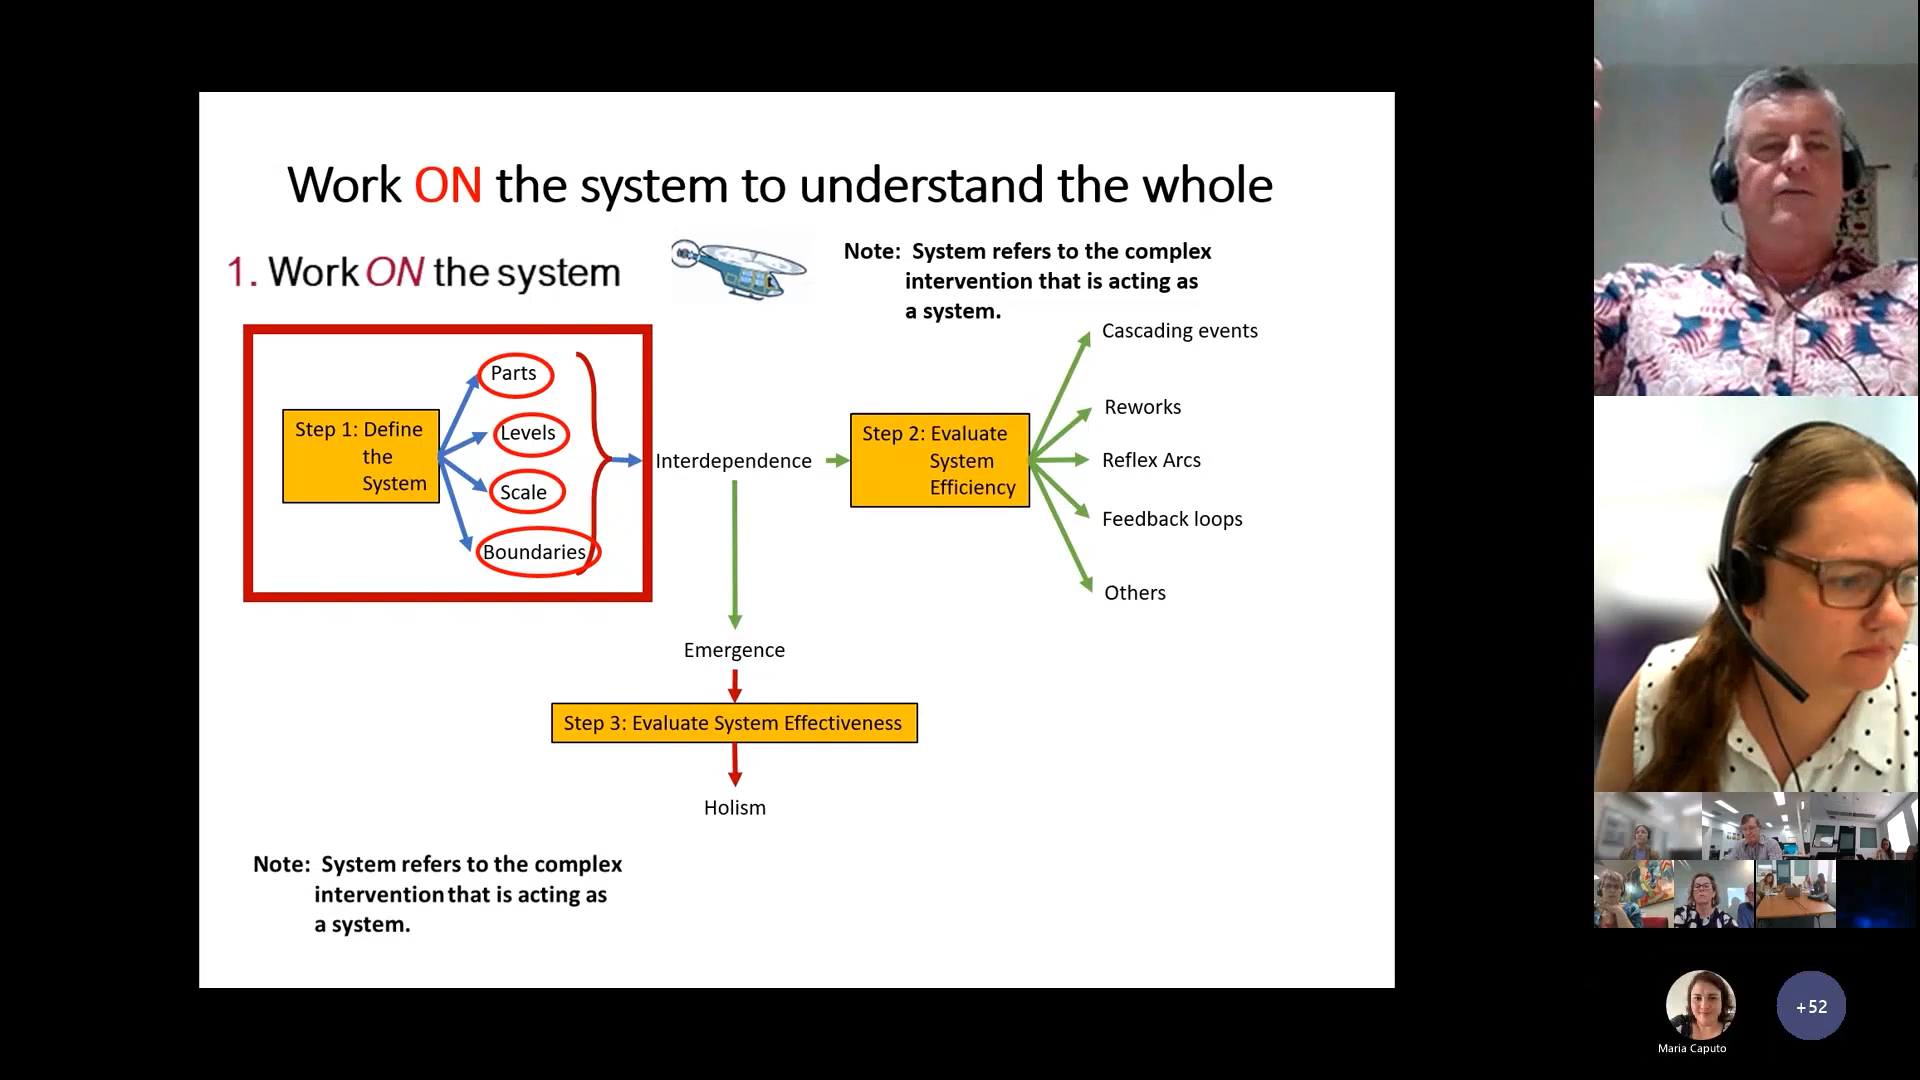 Work ON the system to understand the whole
1. Work ON the system
Note: System refers to the complex
intervention that is acting as
a system.
Step 1: Define
the
System
Parts
Levels
Scale
Boundaries
Interdependence
Step 2: Evaluate
System
Efficiency
Cascading events
Reworks
Reflex Arcs
Feedback loops
Others
Emergence
Step 3: Evaluate System Effectiveness
Holism
Note: System refers to the complex
intervention that is acting as
a system.
Maria Caputo
+52